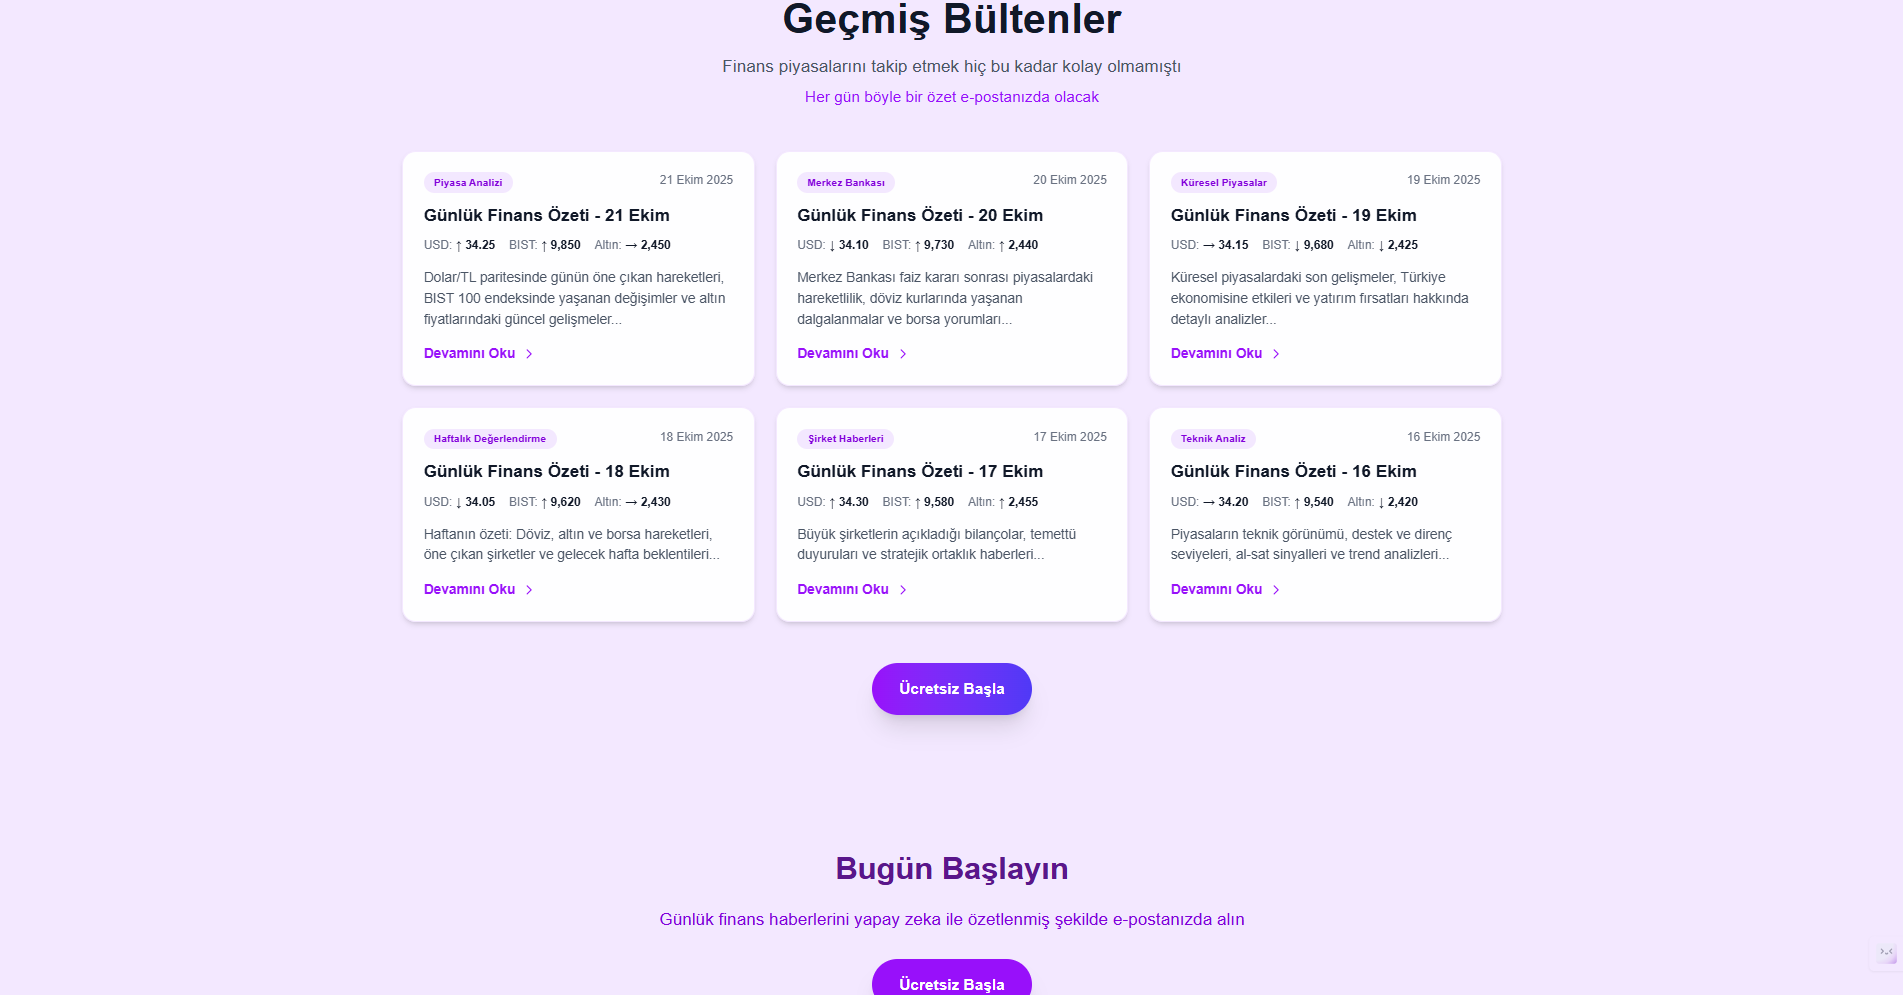 Geçmiş Bültenler
Finans piyasalarını takip etmek hiç bu kadar kolay olmamıştı
Her gün böyle bir özet e-postanızda olacak
Piyasa Analizi
21 Ekim 2025
Günlük Finans Özeti - 21 Ekim
USD: ↑ 34.25 BIST: ↑ 9,850 Altın: → 2,450
Dolar/TL paritesinde günün öne çıkan hareketleri,
BIST 100 endeksinde yaşanan değişimler ve altın
fiyatlarındaki güncel gelişmeler...
Devamını Oku
Merkez Bankası
20 Ekim 2025
Günlük Finans Özeti - 20 Ekim
USD: ↓ 34.10 BIST: ↑ 9,730 Altın: ↑ 2,440
Merkez Bankası faiz kararı sonrası piyasalardaki
hareketlilik, döviz kurlarında yaşanan
dalgalanmalar ve borsa yorumları...
Devamını Oku
Küresel Piyasalar
19 Ekim 2025
Günlük Finans Özeti - 19 Ekim
USD: → 34.15 BIST: ↓ 9,680 Altın: ↓ 2,425
Küresel piyasalardaki son gelişmeler, Türkiye
ekonomisine etkileri ve yatırım fırsatları hakkında
detaylı analizler...
Devamını Oku
Haftalık Değerlendirme
18 Ekim 2025
Günlük Finans Özeti - 18 Ekim
USD: ↓ 34.05 BIST: ↑ 9,620 Altın: → 2,430
Haftanın özeti: Döviz, altın ve borsa hareketleri,
öne çıkan şirketler ve gelecek hafta beklentileri...
Devamını Oku
Şirket Haberleri
17 Ekim 2025
Günlük Finans Özeti - 17 Ekim
USD: ↑ 34.30 BIST: ↑ 9,580 Altın: ↑ 2,455
Büyük şirketlerin açıkladığı bilançolar, temettü
duyuruları ve stratejik ortaklık haberleri...
Devamını Oku
Teknik Analiz
16 Ekim 2025
Günlük Finans Özeti - 16 Ekim
USD: → 34.20 BIST: ↑ 9,540 Altın: ↓ 2,420
Piyasaların teknik görünümü, destek ve direnç
seviyeleri, al-sat sinyalleri ve trend analizleri...
Devamını Oku
Ücretsiz Başla
Bugün Başlayın
Günlük finans haberlerini yapay zeka ile özetlenmiş şekilde e-postanızda alın
Ücretsiz Başla